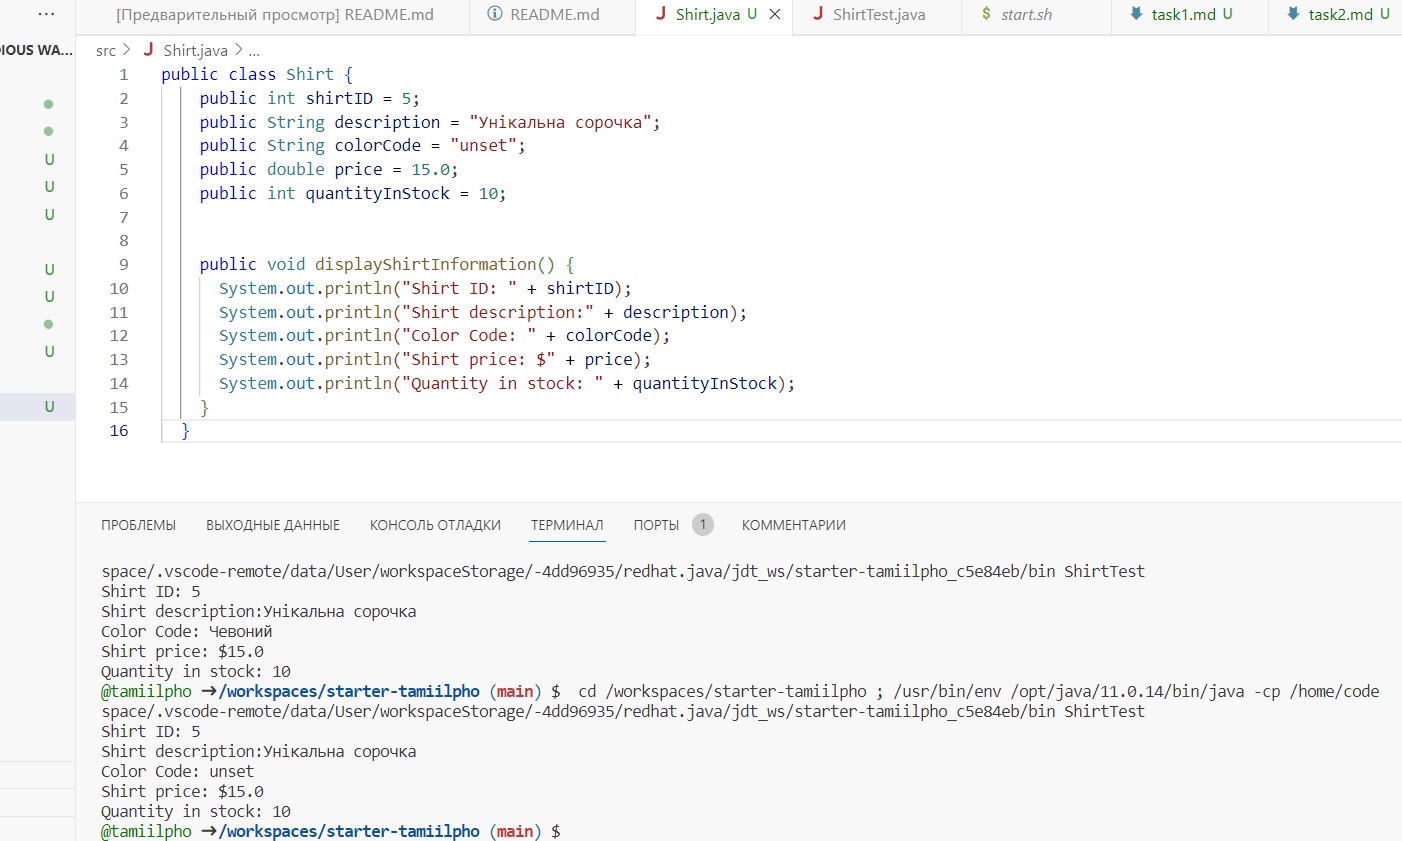 ··· [Предварительный просмотр] README.md README.md Shirt.java U ShirtTest.java $ start.sh task1.md U task2.md U
IOUS WA... src > Shirt.java > ...
1 public class Shirt {
2 public int shirtID = 5;
3 public String description = "Унікальна сорочка";
4 public String colorCode = "unset";
5 public double price = 15.0;
6 public int quantityInStock = 10;
7
8
9 public void displayShirtInformation() {
10 System.out.println("Shirt ID: " + shirtID);
11 System.out.println("Shirt description:" + description);
12 System.out.println("Color Code: " + colorCode);
13 System.out.println("Shirt price: $" + price);
14 System.out.println("Quantity in stock: " + quantityInStock);
15 }
16 }
U
U
U
U
U
U
U
ПРОБЛЕМЫ ВЫХОДНЫЕ ДАННЫЕ КОНСОЛЬ ОТЛАДКИ ТЕРМИНАЛ ПОРТЫ 1 КОММЕНТАРИИ
space/.vscode-remote/data/User/workspaceStorage/-4dd96935/redhat.java/jdt_ws/starter-tamiilpho_c5e84eb/bin ShirtTest
Shirt ID: 5
Shirt description:Унікальна сорочка
Color Code: Чевоний
Shirt price: $15.0
Quantity in stock: 10
@tamiilpho ➜/workspaces/starter-tamiilpho (main) $ cd /workspaces/starter-tamiilpho ; /usr/bin/env /opt/java/11.0.14/bin/java -cp /home/code
space/.vscode-remote/data/User/workspaceStorage/-4dd96935/redhat.java/jdt_ws/starter-tamiilpho_c5e84eb/bin ShirtTest
Shirt ID: 5
Shirt description:Унікальна сорочка
Color Code: unset
Shirt price: $15.0
Quantity in stock: 10
@tamiilpho ➜/workspaces/starter-tamiilpho (main) $